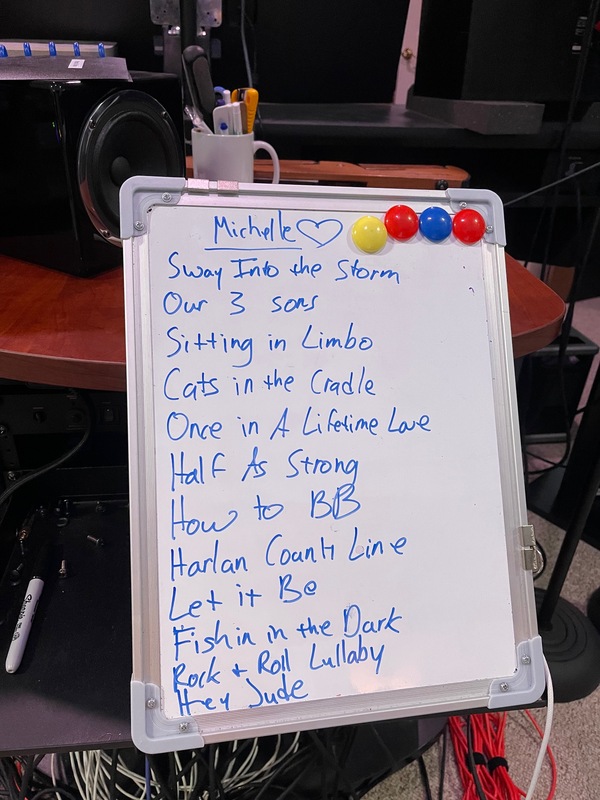 Michelle ♡
Sway Into the Storm
Our 3 sons
Sitting in Limbo
Cats in the Cradle
Once in A Lifetime Love
Half As Strong
How to BB
Harlan County Line
Let it Be
Fishin in the Dark
Rock + Roll Lullaby
Hey Jude